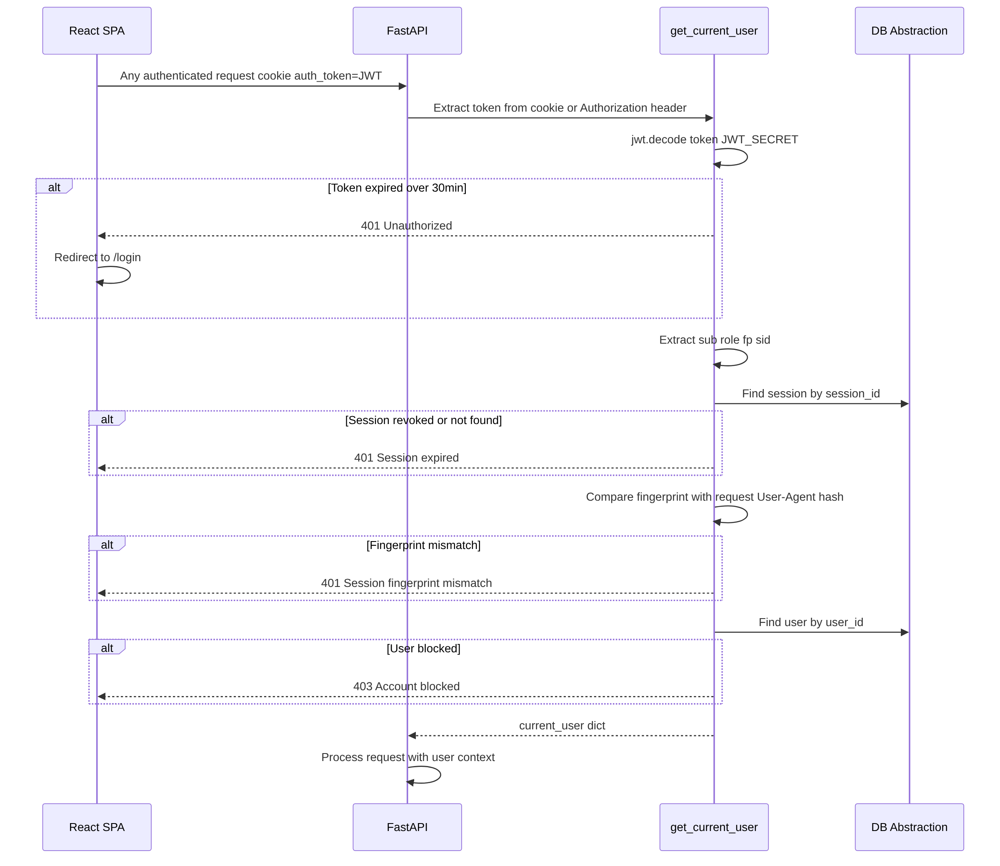 React SPA
FastAPI
get_current_user
DB Abstraction
Any authenticated request cookie auth_token=JWT
Extract token from cookie or Authorization header
jwt.decode token JWT_SECRET
alt
[Token expired over 30min]
401 Unauthorized
Redirect to /login
Extract sub role fp sid
Find session by session_id
alt
[Session revoked or not found]
401 Session expired
Compare fingerprint with request User-Agent hash
alt
[Fingerprint mismatch]
401 Session fingerprint mismatch
Find user by user_id
alt
[User blocked]
403 Account blocked
current_user dict
Process request with user context
React SPA
FastAPI
get_current_user
DB Abstraction